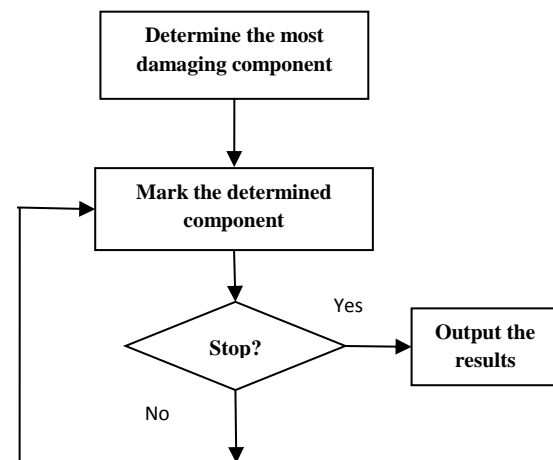 Determine the most
damaging component
Mark the determined
component
Yes
Stop?
Output the
results
No